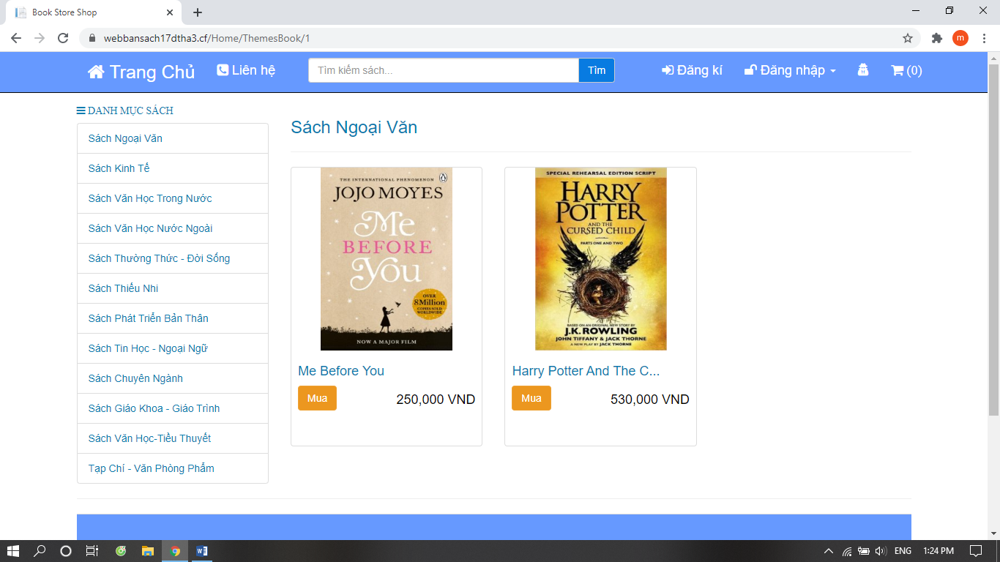 Book Store Shop
webbansach17dtha3.cf/Home/ThemesBook/1
m
Trang Chủ
Liên hệ
Tìm kiếm sách...
Tìm
Đăng kí
Đăng nhập
(0)
DANH MỤC SÁCH
Sách Ngoại Văn
Sách Kinh Tế
Sách Văn Học Trong Nước
Sách Văn Học Nước Ngoài
Sách Thường Thức - Đời Sống
Sách Thiếu Nhi
Sách Phát Triển Bản Thân
Sách Tin Học - Ngoại Ngữ
Sách Chuyên Ngành
Sách Giáo Khoa - Giáo Trình
Sách Văn Học-Tiểu Thuyết
Tạp Chí - Văn Phòng Phẩm
Sách Ngoại Văn
THE INTERNATIONAL PHENOMENON
JOJO MOYES
Me
BEFORE
You
OVER
8 Million
COPIES SOLD
WORLDWIDE
NOW A MAJOR FILM
Me Before You
Mua
250,000 VND
SPECIAL REHEARSAL EDITION SCRIPT
HARRY
POTTER
AND THE
CURSED CHILD
PARTS ONE AND TWO
BASED ON AN ORIGINAL NEW STORY BY
J.K. ROWLING
JOHN TIFFANY & JACK THORNE
A NEW PLAY BY JACK THORNE
Harry Potter And The C...
Mua
530,000 VND
ENG
1:24 PM